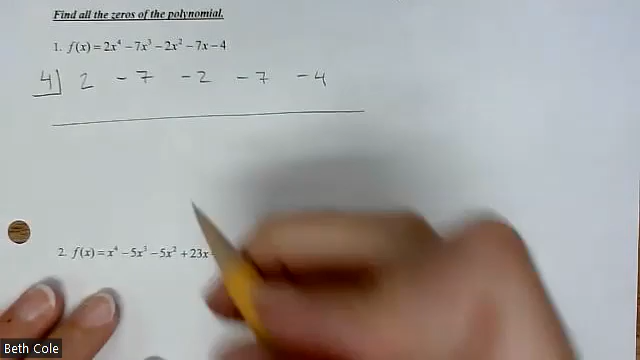 Find all the zeros of the polynomial.
1. f(x) = 2x⁴ – 7x³ – 2x² – 7x – 4
4| 2 -7 -2 -7 -4
2. f(x) = x⁴ – 5x³ – 5x² + 23x
Beth Cole